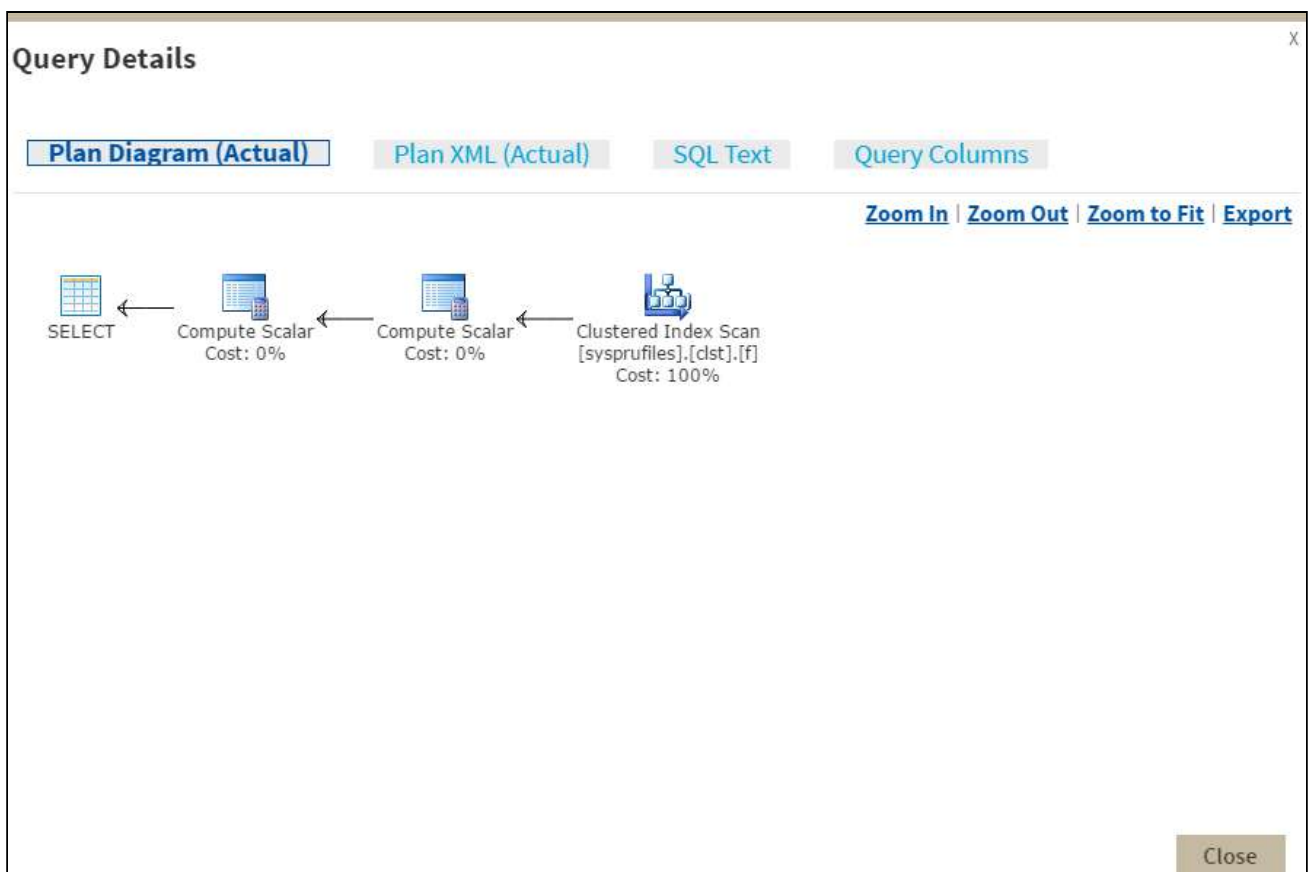 X
Query Details
Plan Diagram (Actual) Plan XML (Actual) SQL Text Query Columns
Zoom In | Zoom Out | Zoom to Fit | Export
SELECT
Compute Scalar
Cost: 0%
Compute Scalar
Cost: 0%
Clustered Index Scan
[sysprufiles].[clst].[f]
Cost: 100%
Close